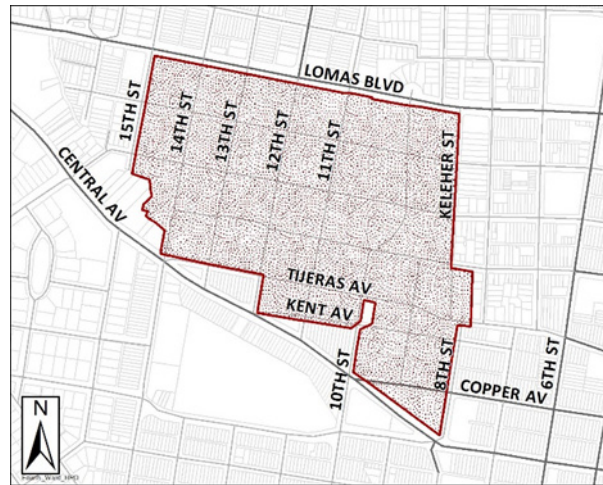 LOMAS BLVD
15TH ST
14TH ST
13TH ST
12TH ST
11TH ST
KELEHER ST
CENTRAL AV
TIJERAS AV
KENT AV
10TH ST
8TH ST
6TH ST
COPPER AV
N
Fourth_Ward_HPO